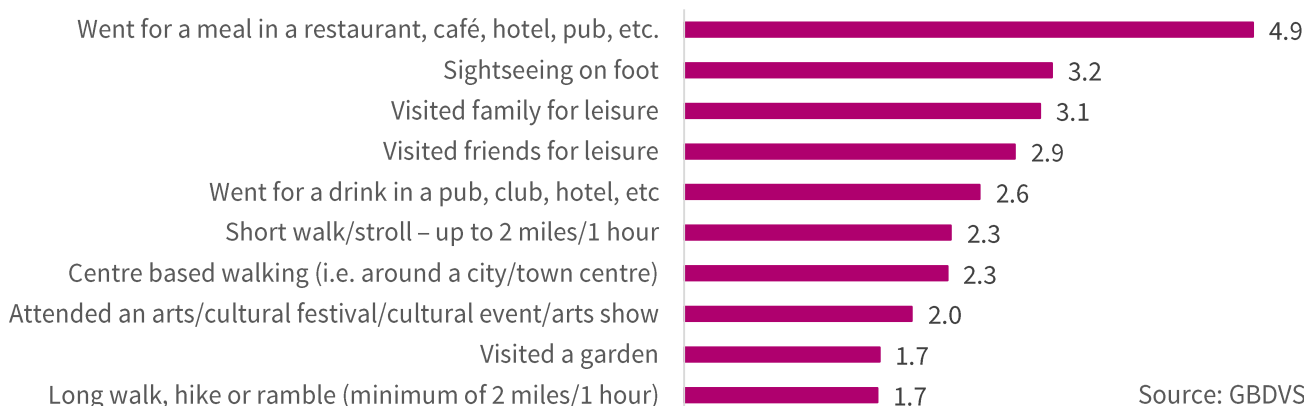 Went for a meal in a restaurant, café, hotel, pub, etc. 4.9
Sightseeing on foot 3.2
Visited family for leisure 3.1
Visited friends for leisure 2.9
Went for a drink in a pub, club, hotel, etc 2.6
Short walk/stroll – up to 2 miles/1 hour 2.3
Centre based walking (i.e. around a city/town centre) 2.3
Attended an arts/cultural festival/cultural event/arts show 2.0
Visited a garden 1.7
Long walk, hike or ramble (minimum of 2 miles/1 hour) 1.7 Source: GBDVS